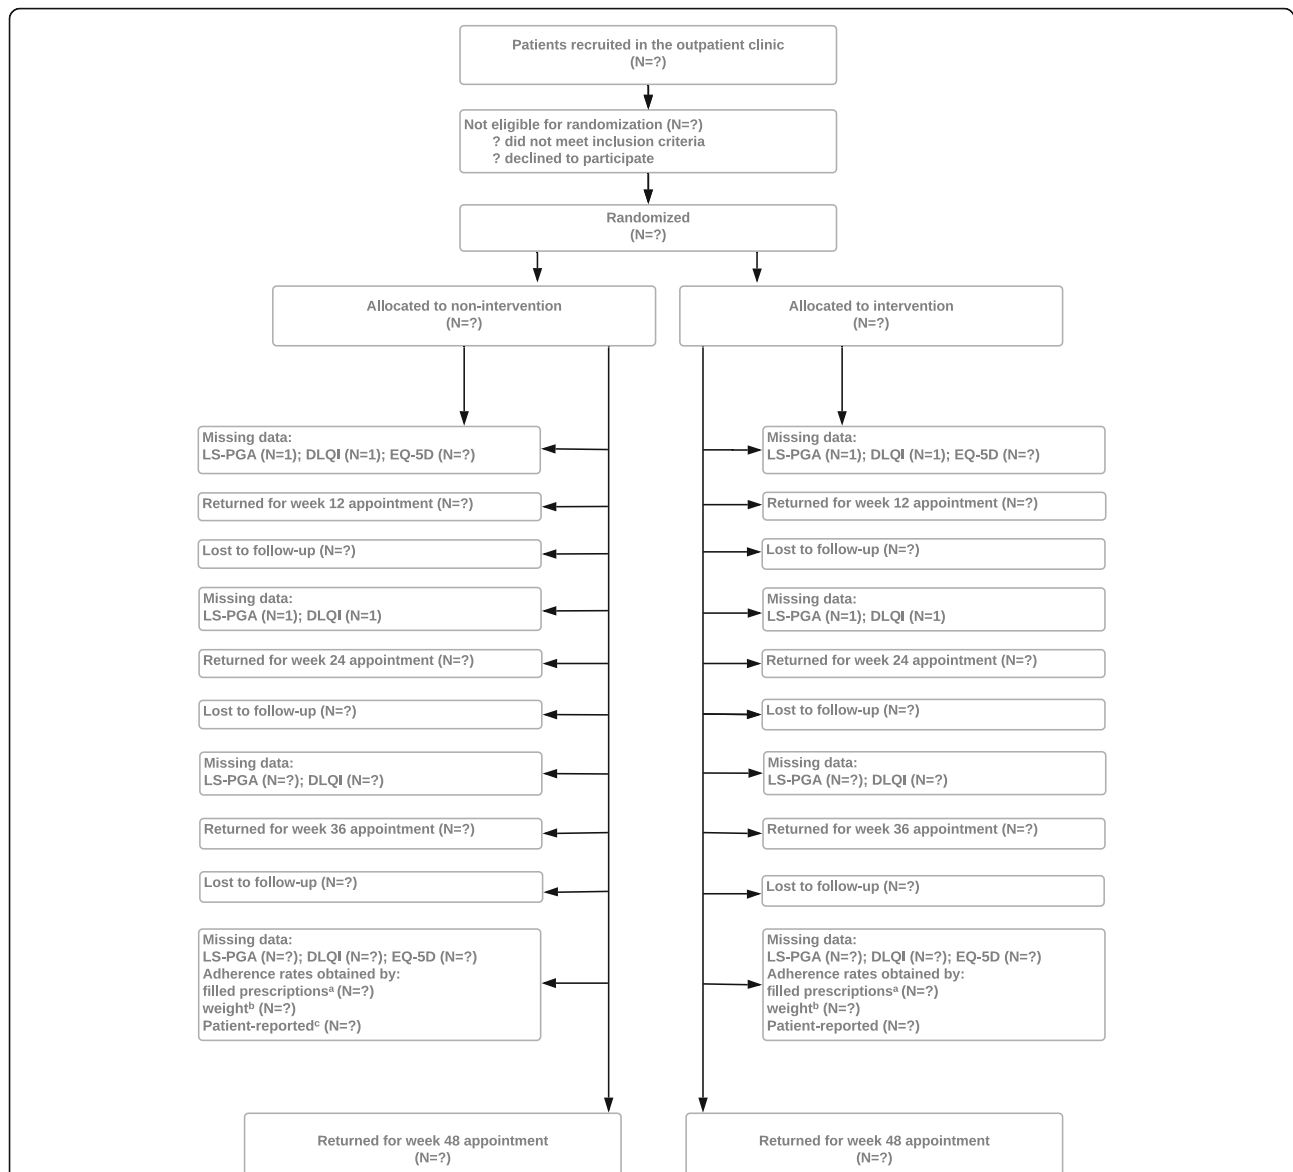 Patients recruited in the outpatient clinic
(N=?)
Not eligible for randomization (N=?)
? did not meet inclusion criteria
? declined to participate
Randomized
(N=?)
Allocated to non-intervention
(N=?)
Allocated to intervention
(N=?)
Missing data:
LS-PGA (N=1); DLQI (N=1); EQ-5D (N=?)
Returned for week 12 appointment (N=?)
Lost to follow-up (N=?)
Missing data:
LS-PGA (N=1); DLQI (N=1)
Returned for week 24 appointment (N=?)
Lost to follow-up (N=?)
Missing data:
LS-PGA (N=?); DLQI (N=?)
Returned for week 36 appointment (N=?)
Lost to follow-up (N=?)
Missing data:
LS-PGA (N=?); DLQI (N=?); EQ-5D (N=?)
Adherence rates obtained by:
filled prescriptionsᵃ (N=?)
weightᵇ (N=?)
Patient-reportedᶜ (N=?)
Returned for week 48 appointment
(N=?)
Missing data:
LS-PGA (N=1); DLQI (N=1); EQ-5D (N=?)
Returned for week 12 appointment (N=?)
Lost to follow-up (N=?)
Missing data:
LS-PGA (N=1); DLQI (N=1)
Returned for week 24 appointment (N=?)
Lost to follow-up (N=?)
Missing data:
LS-PGA (N=?); DLQI (N=?)
Returned for week 36 appointment (N=?)
Lost to follow-up (N=?)
Missing data:
LS-PGA (N=?); DLQI (N=?); EQ-5D (N=?)
Adherence rates obtained by:
filled prescriptionsᵃ (N=?)
weightᵇ (N=?)
Patient-reported (N=?)
Returned for week 48 appointment
(N=?)